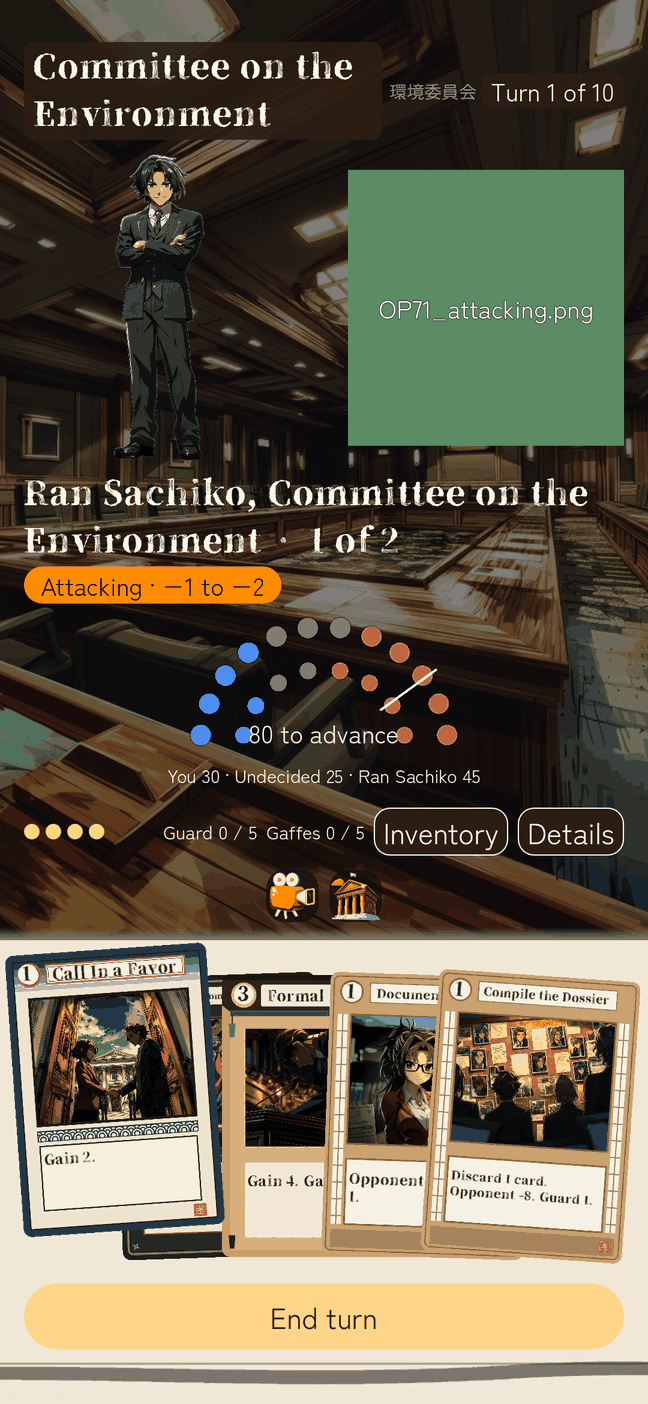 Committee on the
Environment
環境委員会
Turn 1 of 10
OP71_attacking.png
Ran Sachiko, Committee on the
Environment · 1 of 2
Attacking · −1 to −2
80 to advance
You 30 · Undecided 25 · Ran Sachiko 45
Guard 0 / 5 Gaffes 0 / 5
Inventory
Details
1 Call In a Favor
Gain 2.
3 Formal
Gain 4. Ga
1 Documen
Opponent
1.
1 Compile the Dossier
Discard 1 card.
Opponent -8. Guard 1.
End turn